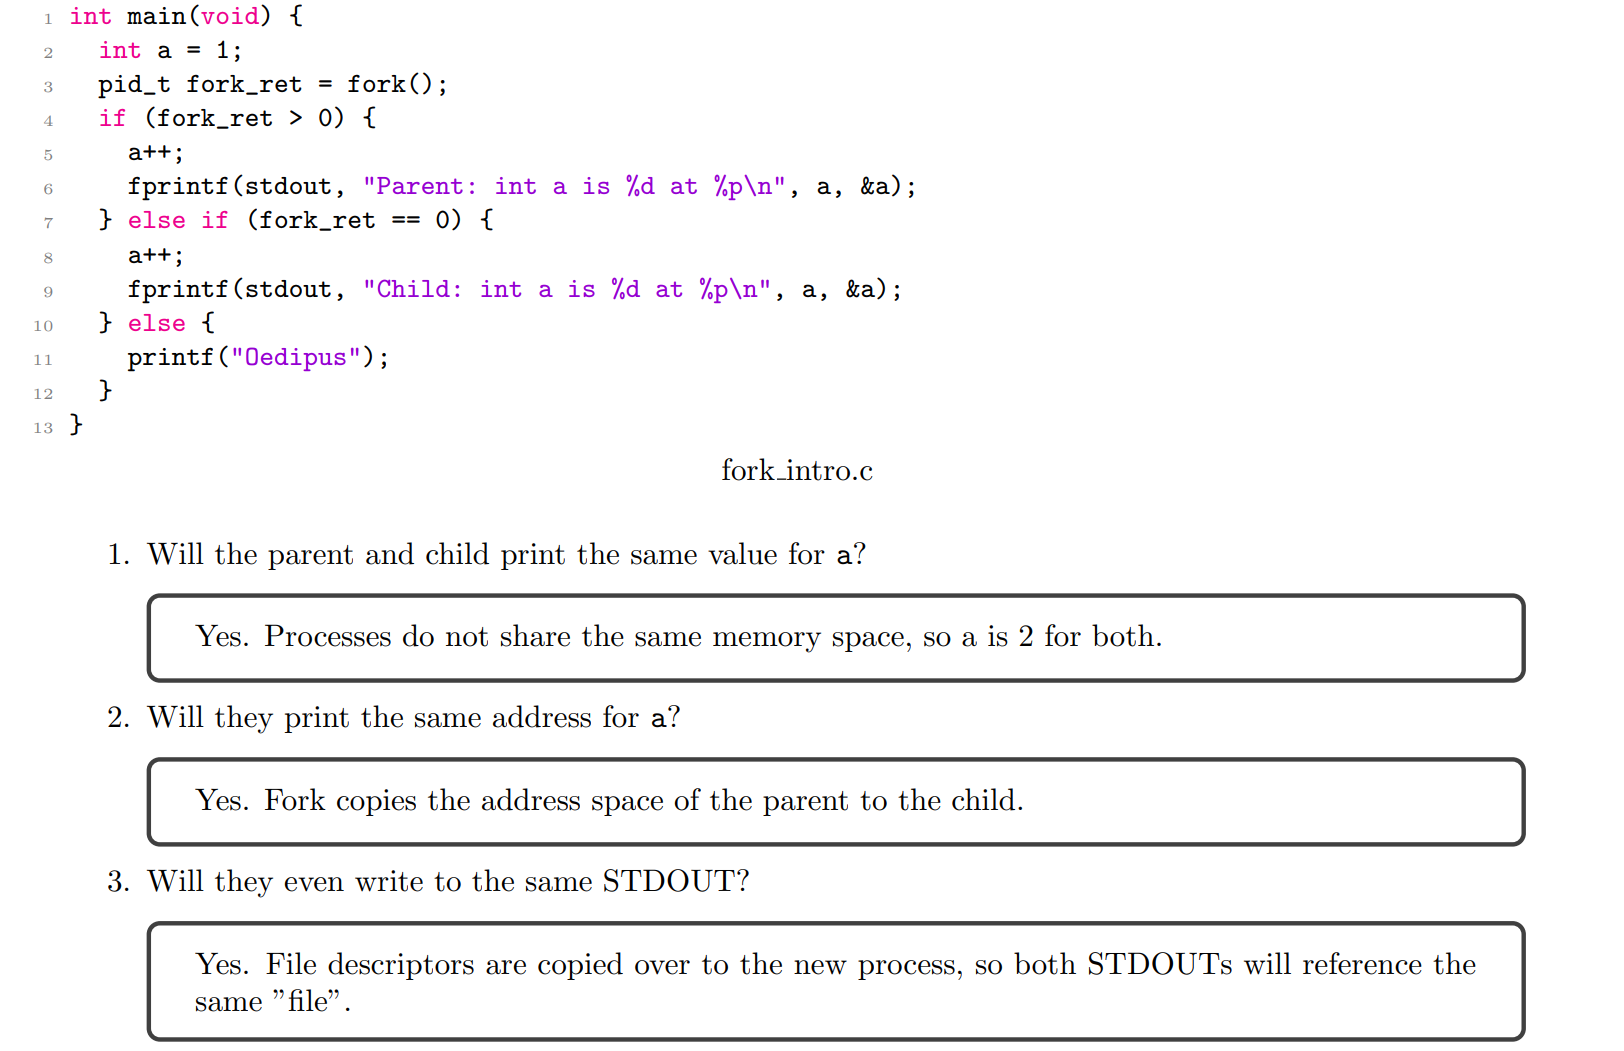 1 int main(void) {
2 int a = 1;
3 pid_t fork_ret = fork();
4 if (fork_ret > 0) {
5 a++;
6 fprintf(stdout, "Parent: int a is %d at %p\n", a, &a);
7 } else if (fork_ret == 0) {
8 a++;
9 fprintf(stdout, "Child: int a is %d at %p\n", a, &a);
10 } else {
11 printf("Oedipus");
12 }
13 }
fork_intro.c
1. Will the parent and child print the same value for a?
Yes. Processes do not share the same memory space, so a is 2 for both.
2. Will they print the same address for a?
Yes. Fork copies the address space of the parent to the child.
3. Will they even write to the same STDOUT?
Yes. File descriptors are copied over to the new process, so both STDOUTs will reference the
same ”file”.